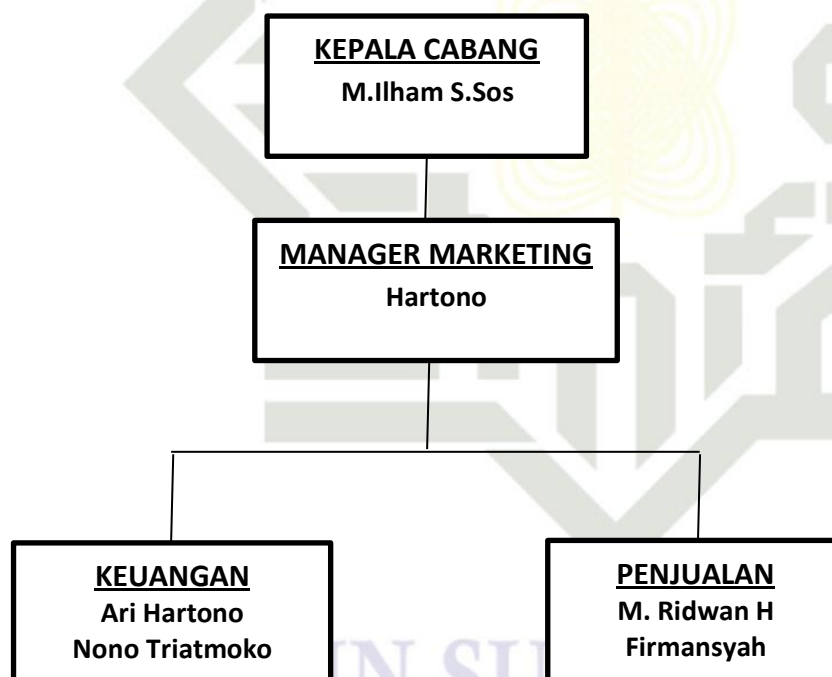 KEPALA CABANG
M.Ilham S.Sos
MANAGER MARKETING
Hartono
KEUANGAN
Ari Hartono
Nono Triatmoko
PENJUALAN
M. Ridwan H
Firmansyah